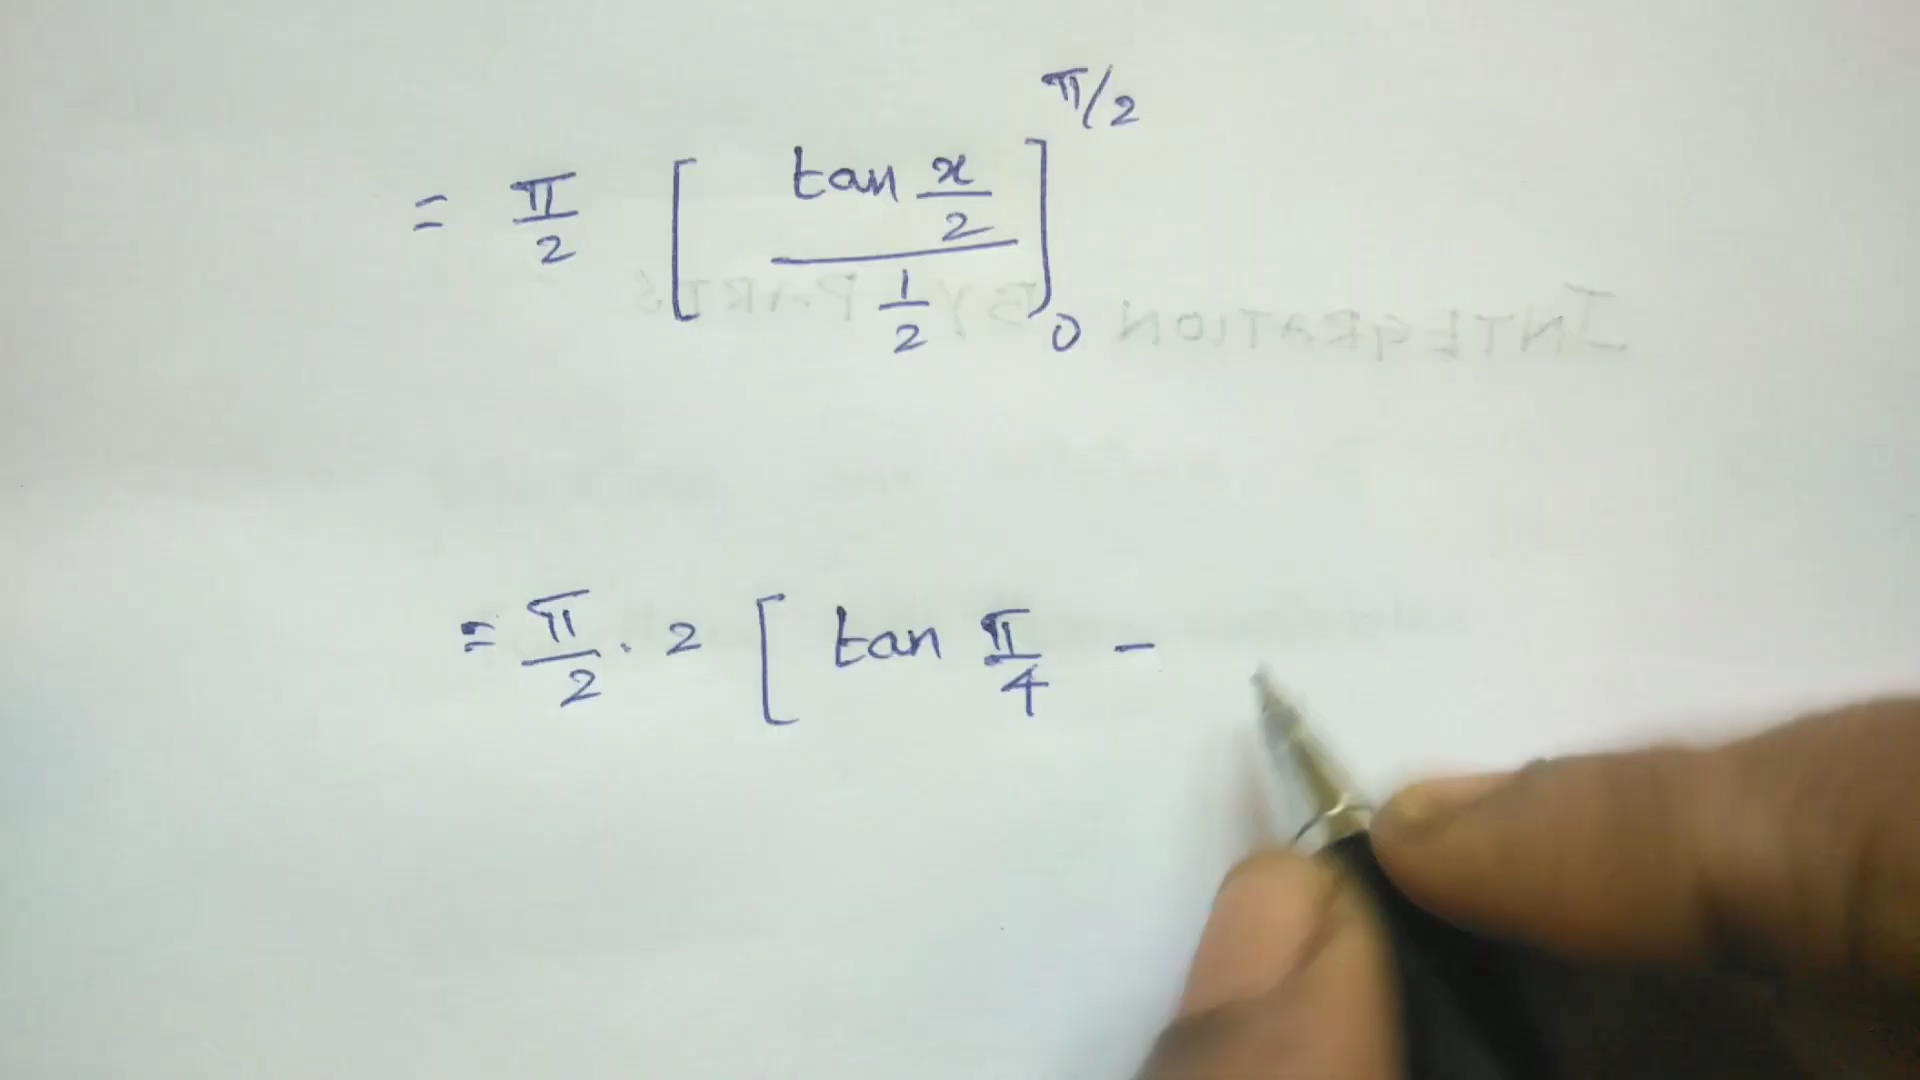 = π/2 [ tan x/2 / 1/2 ]₀^π/2
INTEGRATION BY PARTS
= π/2 . 2 [ tan π/4 -